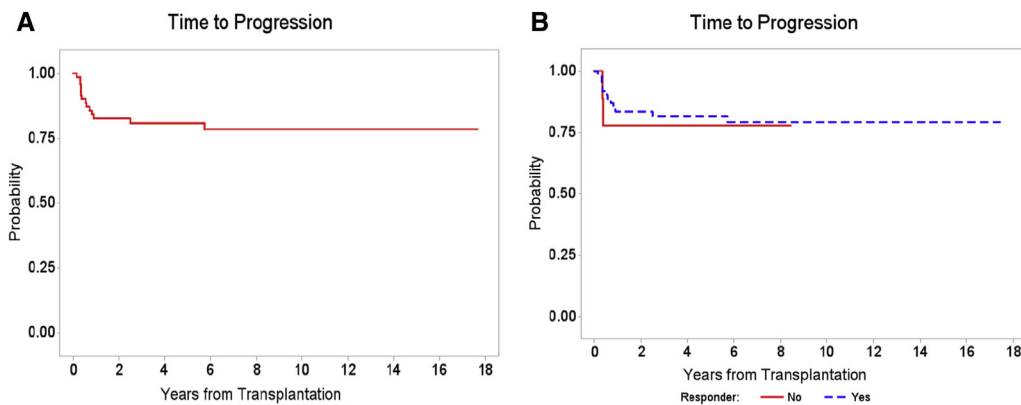 A
Time to Progression
1.00
0.75
0.50
0.25
0.00
Probability
0 2 4 6 8 10 12 14 16 18
Years from Transplantation
B
Time to Progression
1.00
0.75
0.50
0.25
0.00
Probability
0 2 4 6 8 10 12 14 16 18
Years from Transplantation
Responder: No Yes